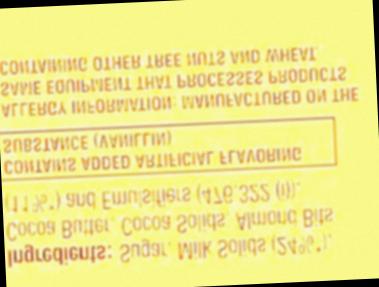 Ingredients: Sugar, Milk Solids (24%*),
Cocoa Butter, Cocoa Solids, Almond Bits
(11%*) and Emulsifiers (476,322 (i)).
CONTAINS ADDED ARTIFICIAL FLAVORING
SUBSTANCE (VANILLIN)
ALLERGY INFORMATION: MANUFACTURED ON THE
SAME EQUIPMENT THAT PROCESSES PRODUCTS
CONTAINING OTHER TREE NUTS AND WHEAT.